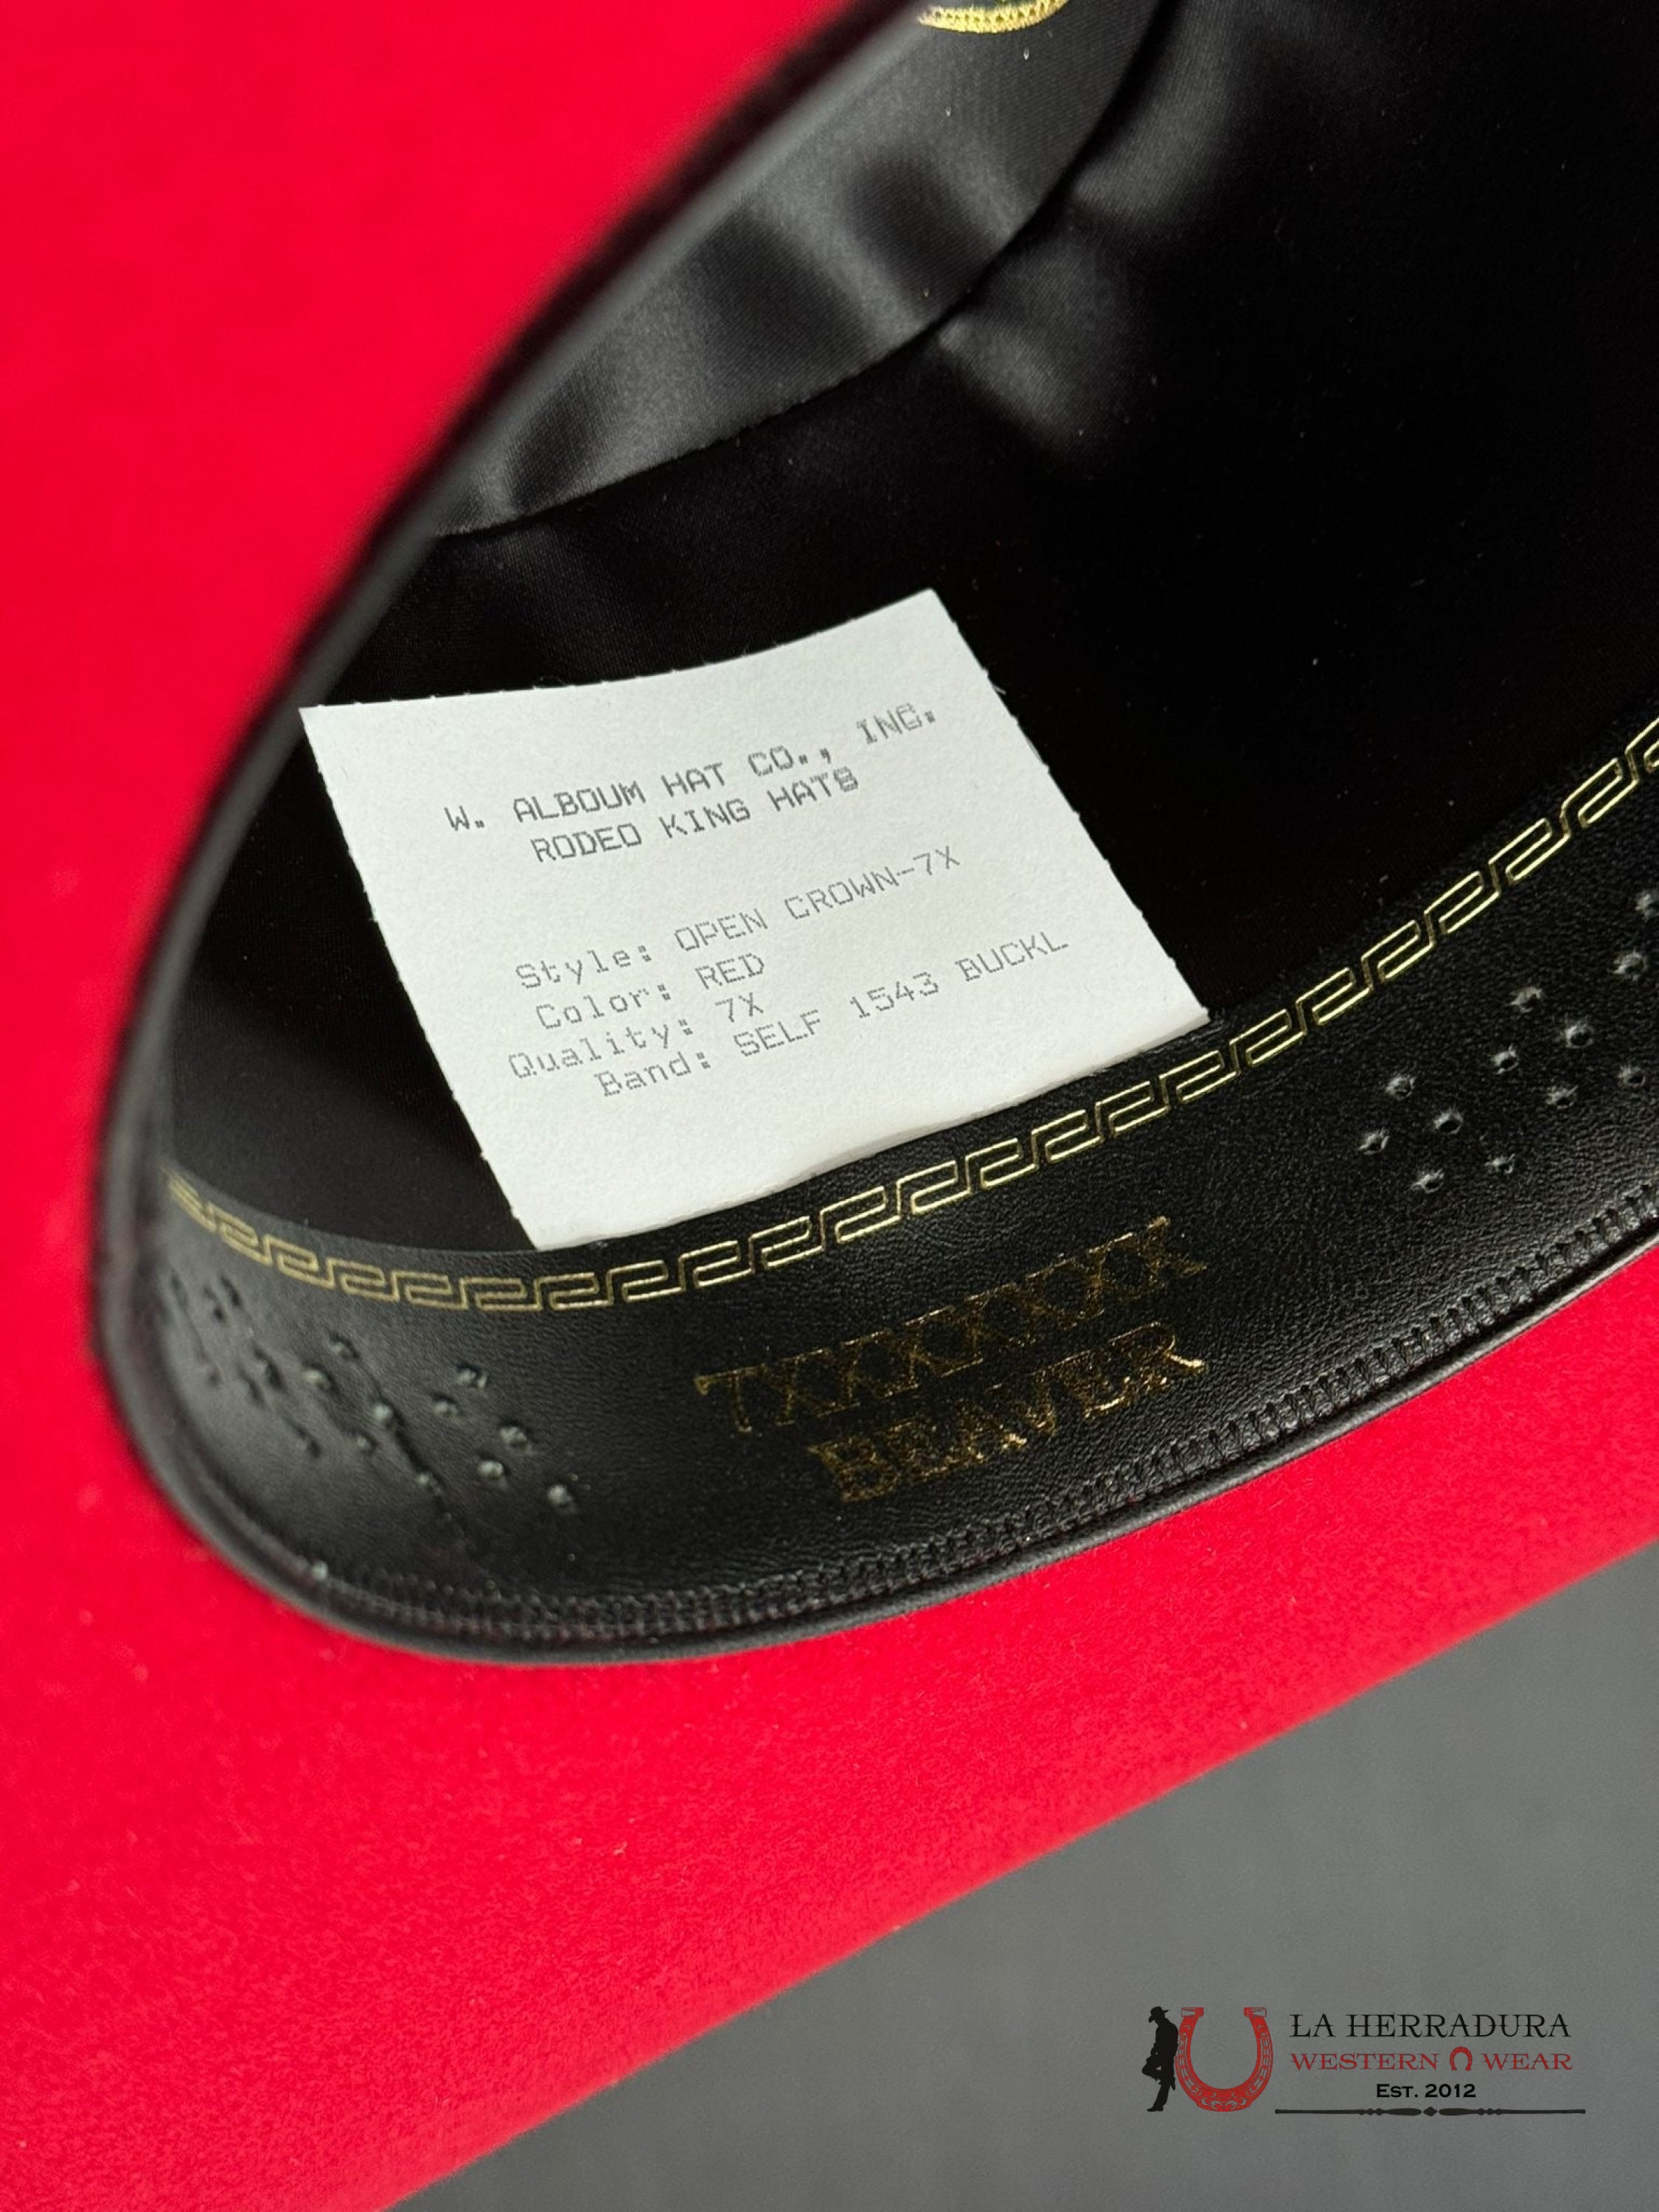 W. ALBOUM HAT CO., INC.
RODEO KING HATS
Style: OPEN CROWN-7X
Color: RED
Quality: 7X
Band: SELF 1543 BUCKL
7XXXXXXX
BEAVER
LA HERRADURA
WESTERN WEAR
EST. 2012